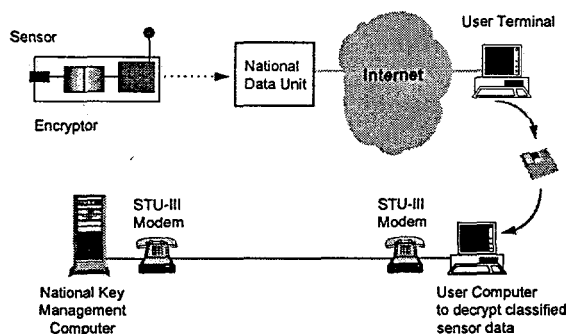 Sensor
Encryptor
National
Data Unit
Internet
User Terminal
STU-III
Modem
STU-III
Modem
National Key
Management
Computer
User Computer
to decrypt classified
sensor data